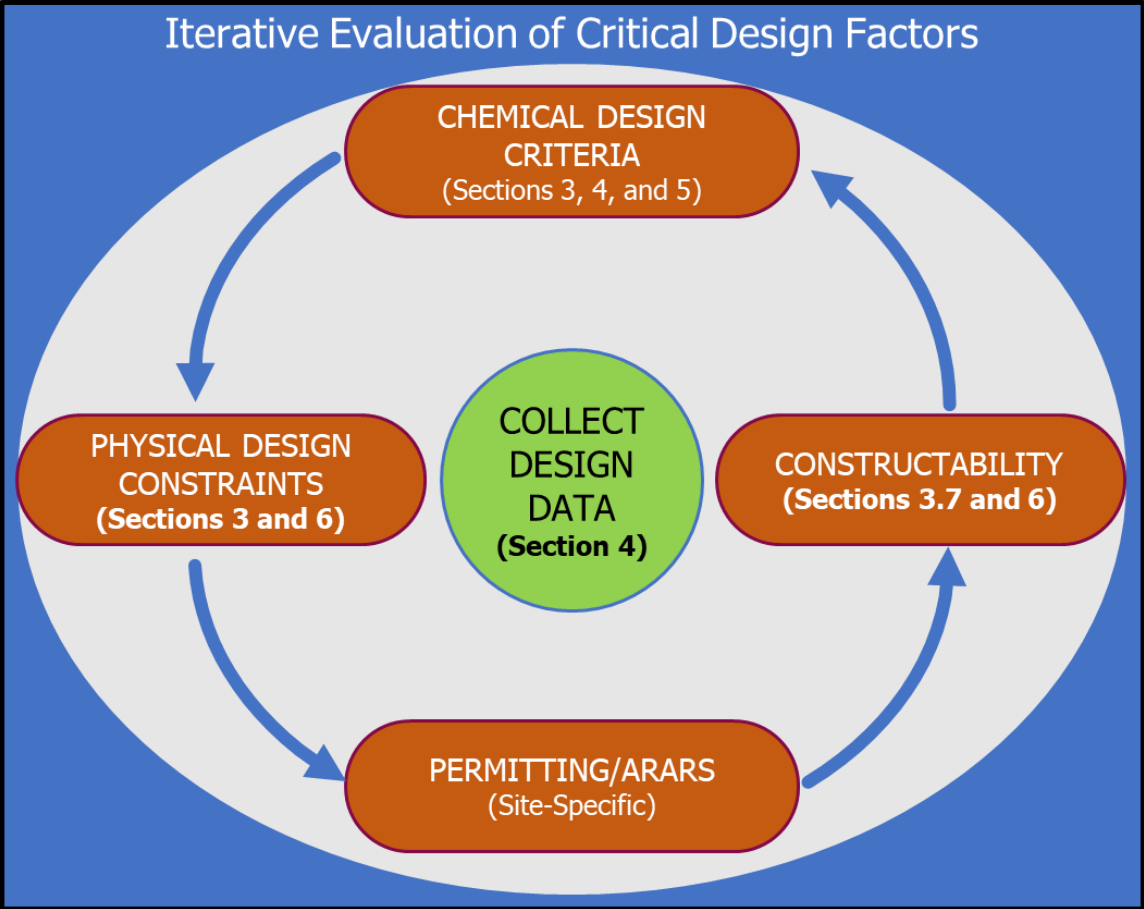 Iterative Evaluation of Critical Design Factors
CHEMICAL DESIGN
CRITERIA
(Sections 3, 4, and 5)
PHYSICAL DESIGN
CONSTRAINTS
(Sections 3 and 6)
COLLECT
DESIGN
DATA
(Section 4)
CONSTRUCTABILITY
(Sections 3.7 and 6)
PERMITTING/ARARS
(Site-Specific)